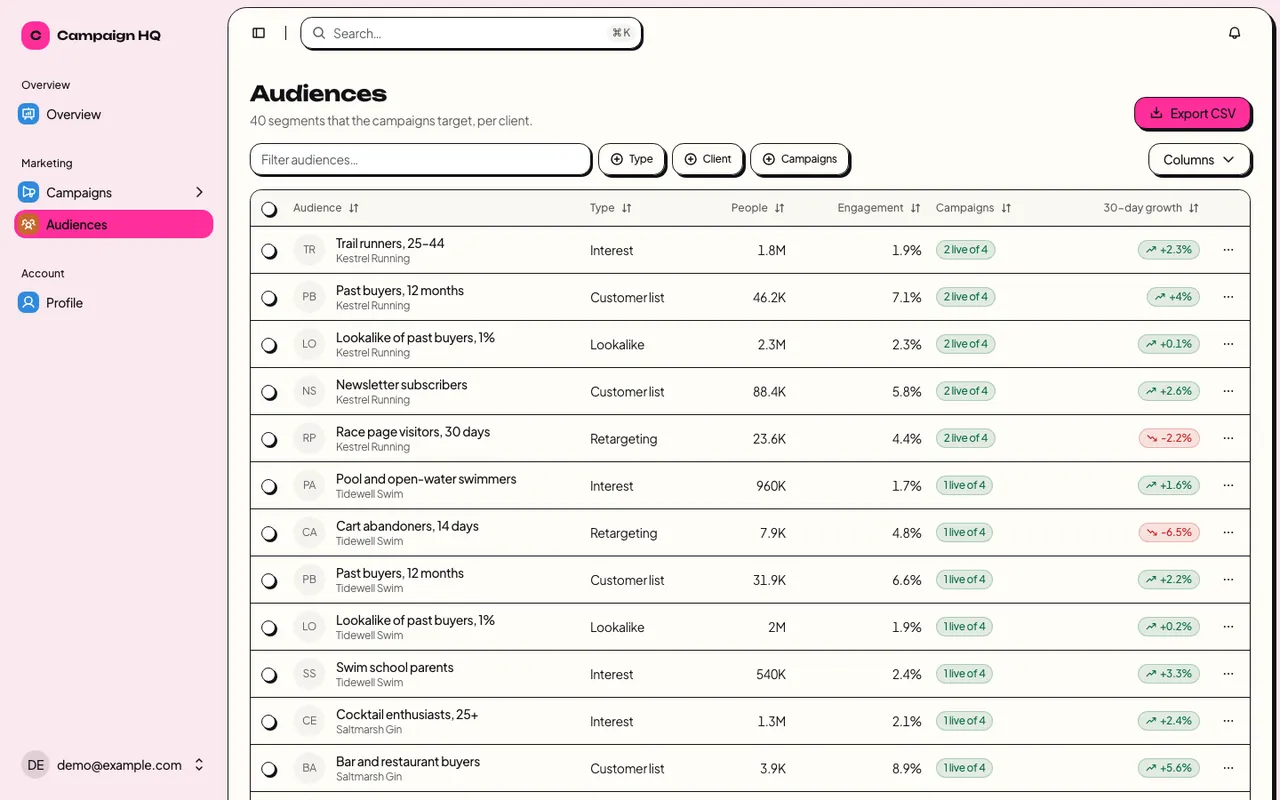 C Campaign HQ
Search... ⌘K
Overview
Overview
Marketing
Campaigns
Audiences
Account
Profile
DE demo@example.com
Audiences
40 segments that the campaigns target, per client.
Export CSV
Filter audiences...
Type
Client
Campaigns
Columns
Audience Type People Engagement Campaigns 30-day growth
TR Trail runners, 25–44 Interest 1.8M 1.9% 2 live of 4 +2.3%
Kestrel Running
PB Past buyers, 12 months Customer list 46.2K 7.1% 2 live of 4 +4%
Kestrel Running
LO Lookalike of past buyers, 1% Lookalike 2.3M 2.3% 2 live of 4 +0.1%
Kestrel Running
NS Newsletter subscribers Customer list 88.4K 5.8% 2 live of 4 +2.6%
Kestrel Running
RP Race page visitors, 30 days Retargeting 23.6K 4.4% 2 live of 4 -2.2%
Kestrel Running
PA Pool and open-water swimmers Interest 960K 1.7% 1 live of 4 +1.6%
Tidewell Swim
CA Cart abandoners, 14 days Retargeting 7.9K 4.8% 1 live of 4 -6.5%
Tidewell Swim
PB Past buyers, 12 months Customer list 31.9K 6.6% 1 live of 4 +2.2%
Tidewell Swim
LO Lookalike of past buyers, 1% Lookalike 2M 1.9% 1 live of 4 +0.2%
Tidewell Swim
SS Swim school parents Interest 540K 2.4% 1 live of 4 +3.3%
Tidewell Swim
CE Cocktail enthusiasts, 25+ Interest 1.3M 2.1% 1 live of 4 +2.4%
Saltmarsh Gin
BA Bar and restaurant buyers Customer list 3.9K 8.9% 1 live of 4 +5.6%
Saltmarsh Gin